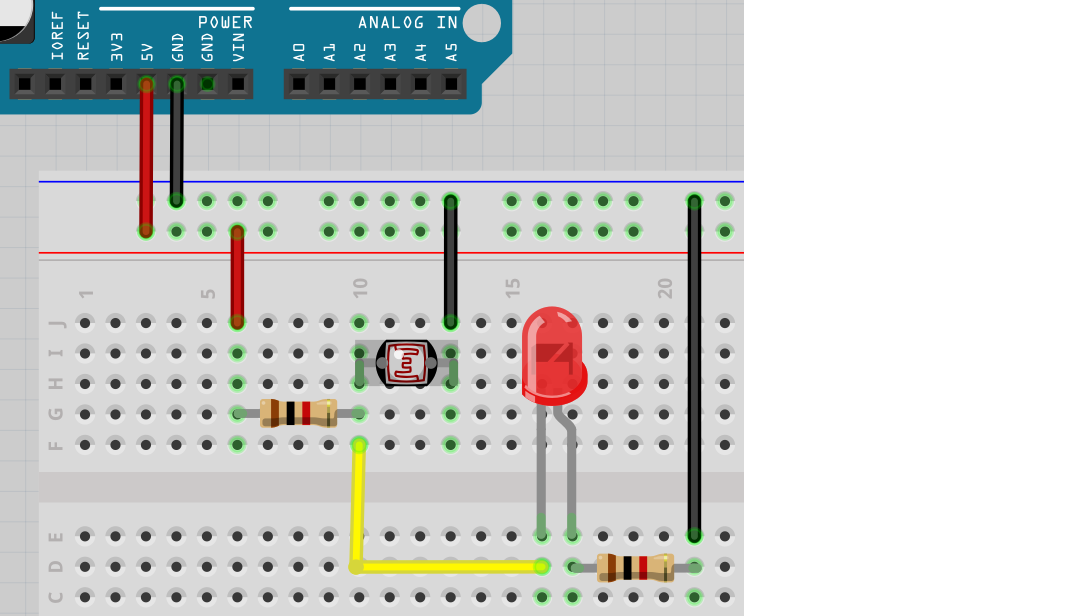 POWER
ANALOG IN
IOREF
RESET
3V3
5V
GND
GND
VIN
A0
A1
A2
A3
A4
A5
1
5
10
15
20
J
I
H
G
F
E
D
C